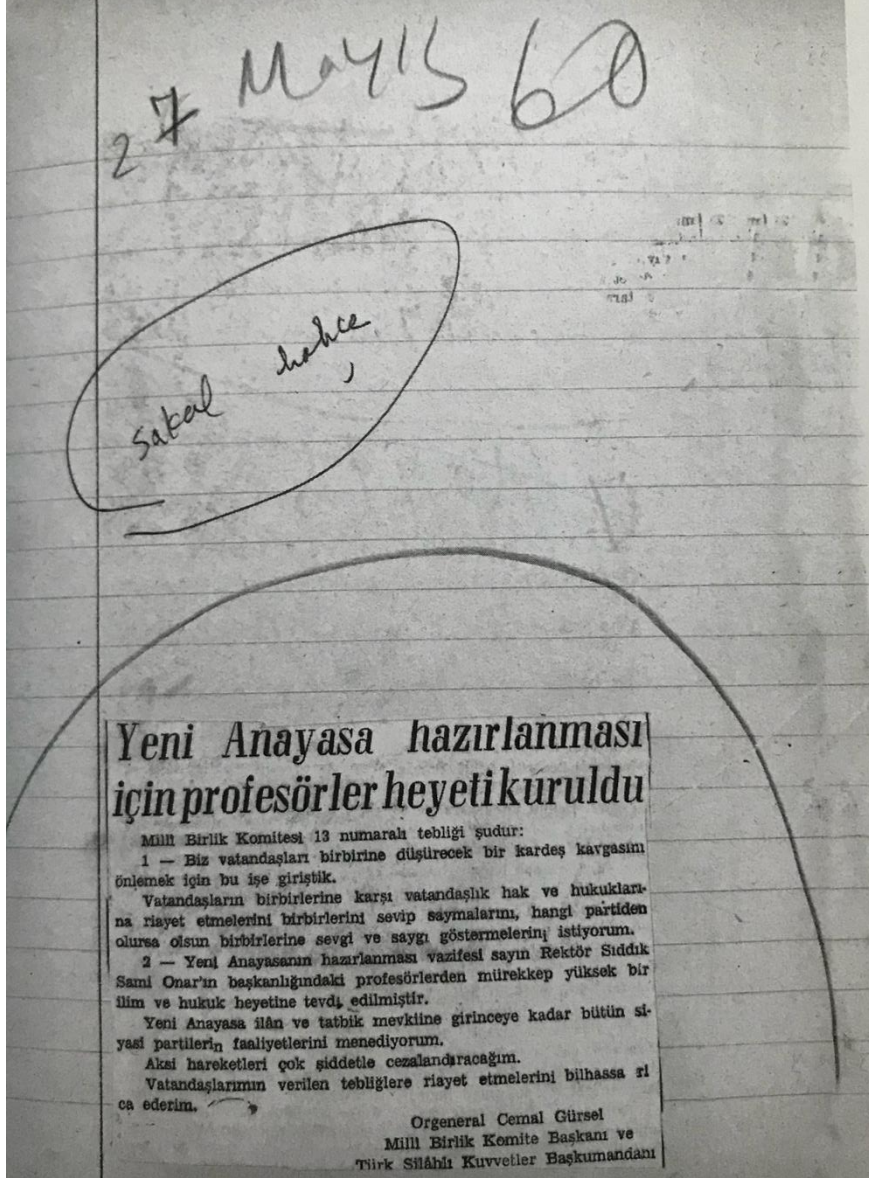 27 Mayıs 60
sakal
Yeni Anayasa hazırlanması
için profesörler heyeti kuruldu
Milli Birlik Komitesi 13 numaralı tebliği şudur:
1 — Biz vatandaşları birbirine düşürecek bir kardeş kavgasını
önlemek için bu işe giriştik.
Vatandaşların birbirlerine karşı vatandaşlık hak ve hukukları-
na riayet etmelerini birbirlerini sevip saymalarını, hangi partiden
olursa olsun birbirlerine sevgi ve saygı göstermelerini istiyorum.
2 — Yeni Anayasanın hazırlanması vazifesi sayın Rektör Sıddık
Sami Onar'ın başkanlığındaki profesörlerden mürekkep yüksek bir
ilim ve hukuk heyetine tevdi edilmiştir.
Yeni Anayasa ilân ve tatbik mevkiine girinceye kadar bütün si-
yasi partilerin faaliyetlerini menediyorum.
Aksi hareketleri çok şiddetle cezalandıracağım.
Vatandaşlarımın verilen tebliğlere riayet etmelerini bilhassa ri
ca ederim.
Orgeneral Cemal Gürsel
Milli Birlik Komite Başkanı ve
Türk Silâhlı Kuvvetler Başkumandanı